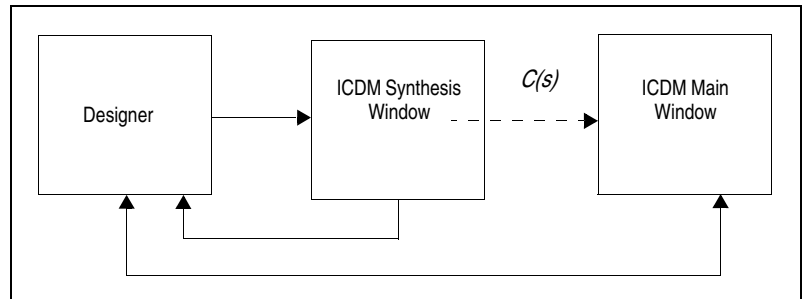 Designer
ICDM Synthesis
Window
C(s)
ICDM Main
Window